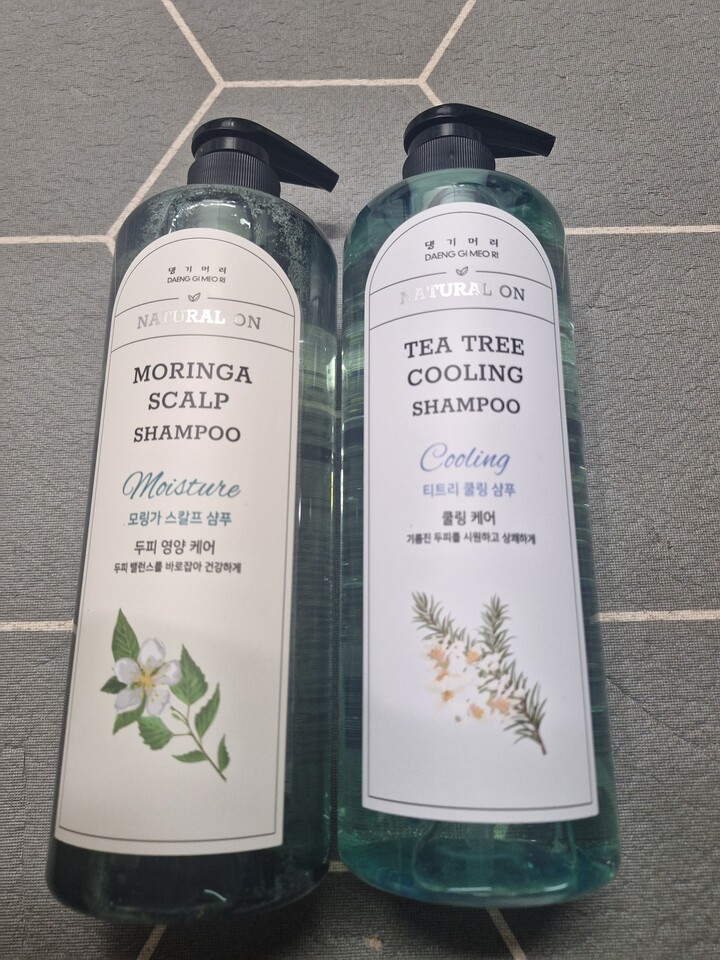 댕기머리
DAENG GI MEO RI
NATURAL ON
MORINGA
SCALP
SHAMPOO
Moisture
모링가 스칼프 샴푸
두피 영양 케어
두피 밸런스를 바로잡아 건강하게
댕기머리
DAENG GI MEO RI
NATURAL ON
TEA TREE
COOLING
SHAMPOO
Cooling
티트리 쿨링 샴푸
쿨링 케어
기름진 두피를 시원하고 상쾌하게